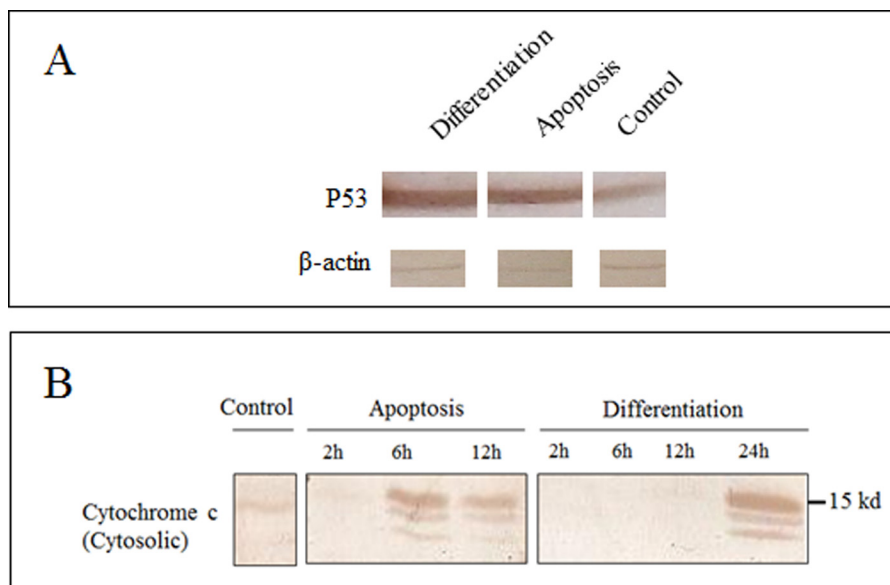 A
Differentiation
Apoptosis
Control
P53
β-actin
B
Control Apoptosis Differentiation
2h 6h 12h 2h 6h 12h 24h
15 kd
Cytochrome c
(Cytosolic)